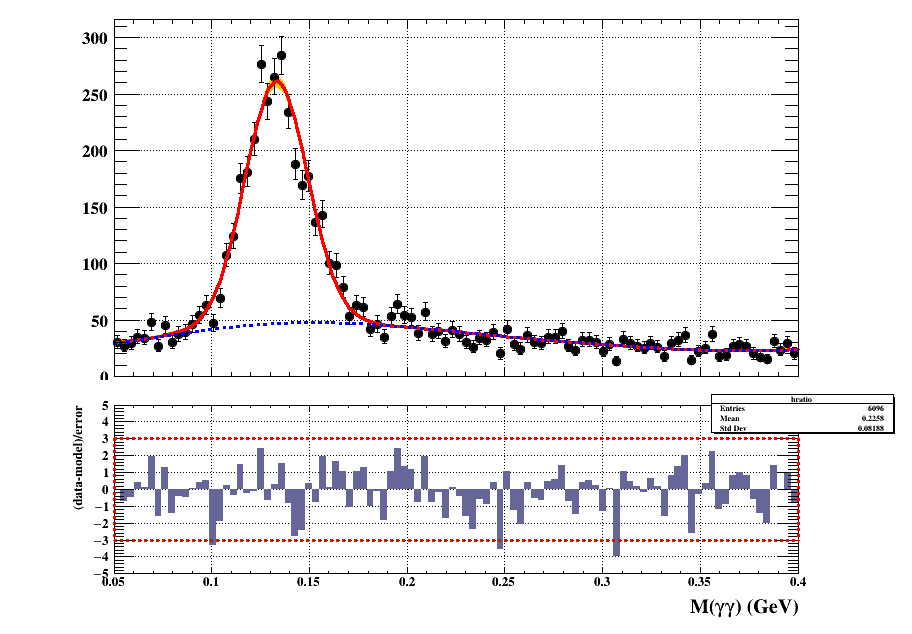 300
250
200
150
100
50
0
hratio
Entries 6096
Mean 0.2258
Std Dev 0.08188
(data-model)/error
5
4
3
2
1
0
−1
−2
−3
−4
−5
0.05 0.1 0.15 0.2 0.25 0.3 0.35 0.4
M(γγ) (GeV)